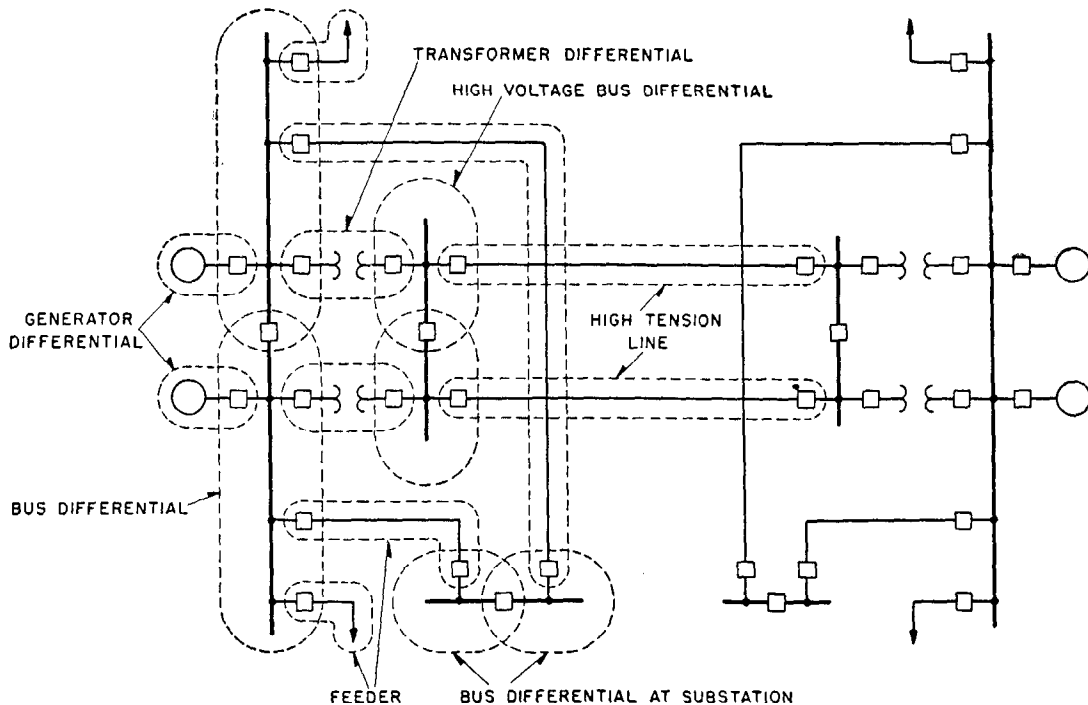 TRANSFORMER DIFFERENTIAL
HIGH VOLTAGE BUS DIFFERENTIAL
GENERATOR
DIFFERENTIAL
HIGH TENSION
LINE
BUS DIFFERENTIAL
FEEDER
BUS DIFFERENTIAL AT SUBSTATION